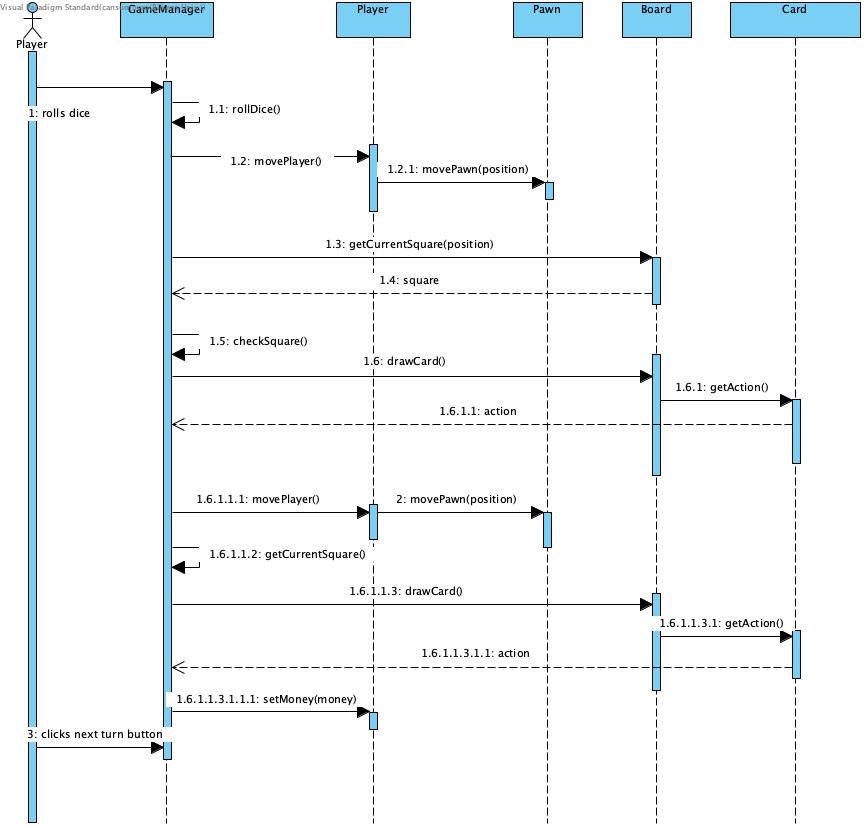 Visual Paradigm Standard
GameManager
Player
Pawn
Board
Card
Player
1: rolls dice
1.1: rollDice()
1.2: movePlayer()
1.2.1: movePawn(position)
1.3: getCurrentSquare(position)
1.4: square
1.5: checkSquare()
1.6: drawCard()
1.6.1: getAction()
1.6.1.1: action
1.6.1.1.1: movePlayer()
2: movePawn(position)
1.6.1.1.2: getCurrentSquare()
1.6.1.1.3: drawCard()
1.6.1.1.3.1: getAction()
1.6.1.1.3.1.1: action
1.6.1.1.3.1.1.1: setMoney(money)
3: clicks next turn button